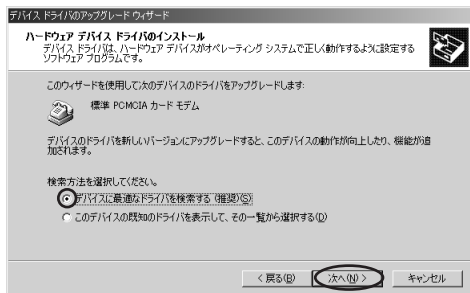 デバイス ドライバのアップグレード ウィザード
ハードウェア デバイス ドライバのインストール
デバイス ドライバは、ハードウェア デバイスがオペレーティング システムで正しく動作するように設定する
ソフトウェア プログラムです。
このウィザードを使用して次のデバイスのドライバをアップグレードします:
標準 PCMCIA カード モデム
デバイスのドライバを新しいバージョンにアップグレードすると、このデバイスの動作が向上したり、機能が追
加されます。
検索方法を選択してください。
デバイスに最適なドライバを検索する (推奨)(S)
このデバイスの既知のドライバを表示して、その一覧から選択する(D)
< 戻る(B) 次へ(N) > キャンセル